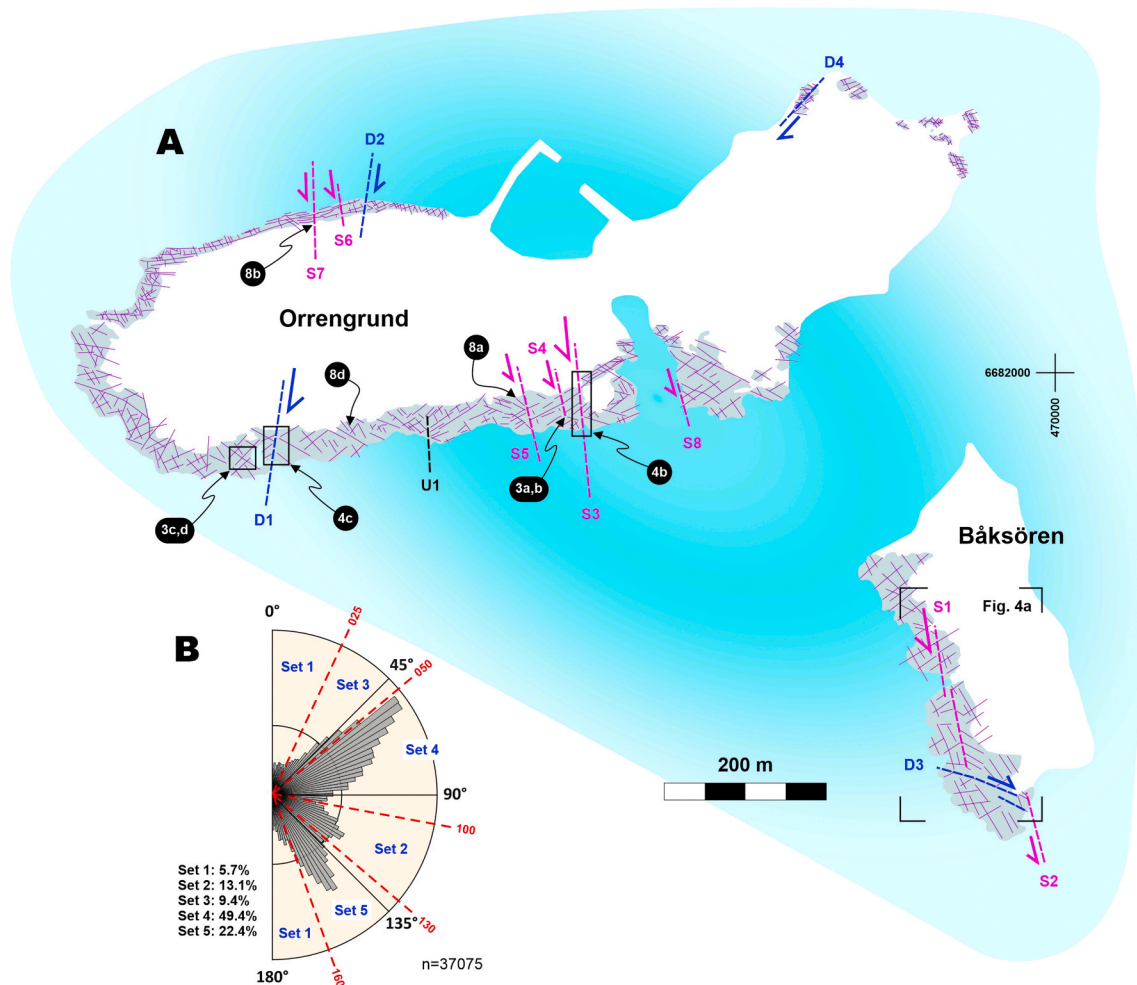 D4
A
D2
S6
8b
S7
Orrengrund
S4
8a
8d
6682000
470000
S8
S5
4b
U1
3a,b
S3
D1
4c
3c,d
Båksören
S1
Fig. 4a
D3
200 m
S2
B
0°
025
Set 1
45°
050
Set 3
Set 4
90°
100
Set 2
Set 1: 5.7%
Set 2: 13.1%
Set 3: 9.4%
Set 4: 49.4%
Set 5: 22.4%
Set 5
Set 1
135°
130
160
180°
n=37075